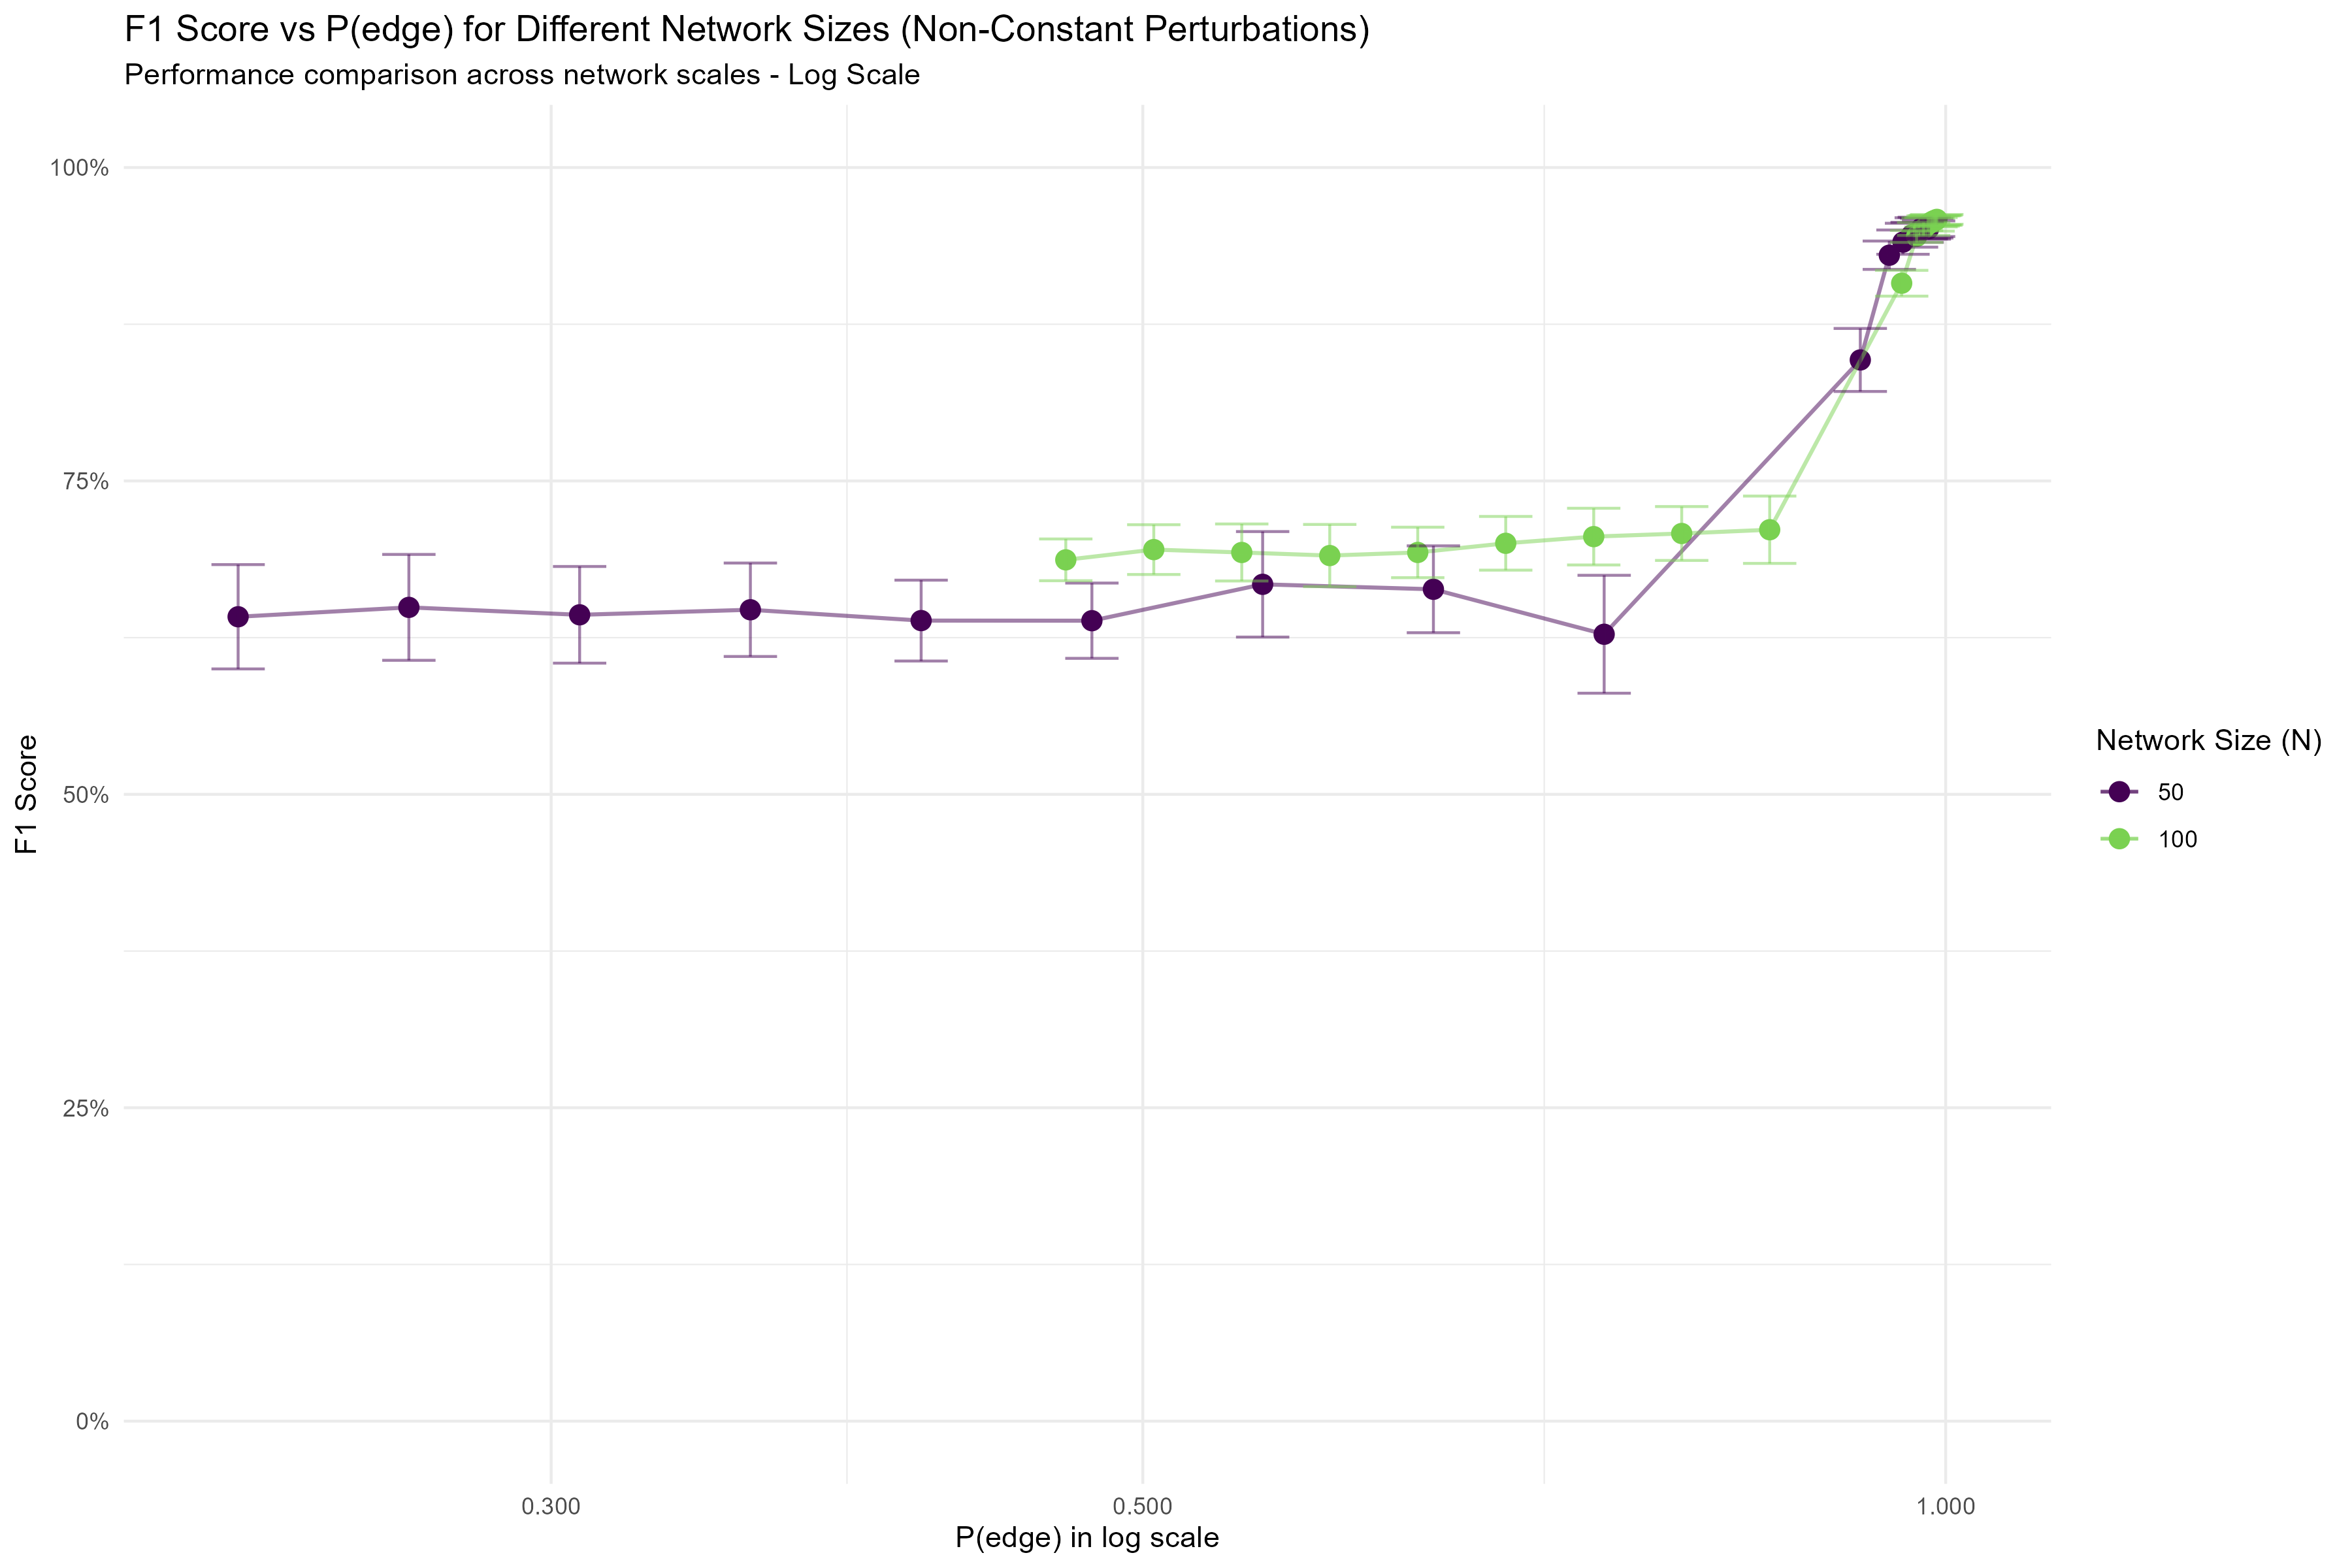 F1 Score vs P(edge) for Different Network Sizes (Non-Constant Perturbations)
Performance comparison across network scales - Log Scale
100%
75%
50%
25%
0%
F1 Score
0.300
0.500
1.000
P(edge) in log scale
Network Size (N)
50
100